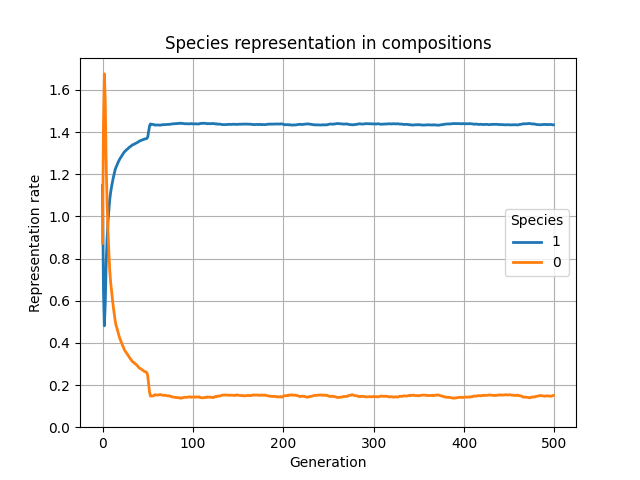 Species representation in compositions
Representation rate
1.6
1.4
1.2
1.0
0.8
0.6
0.4
0.2
0.0
Species
1
0
0 100 200 300 400 500
Generation